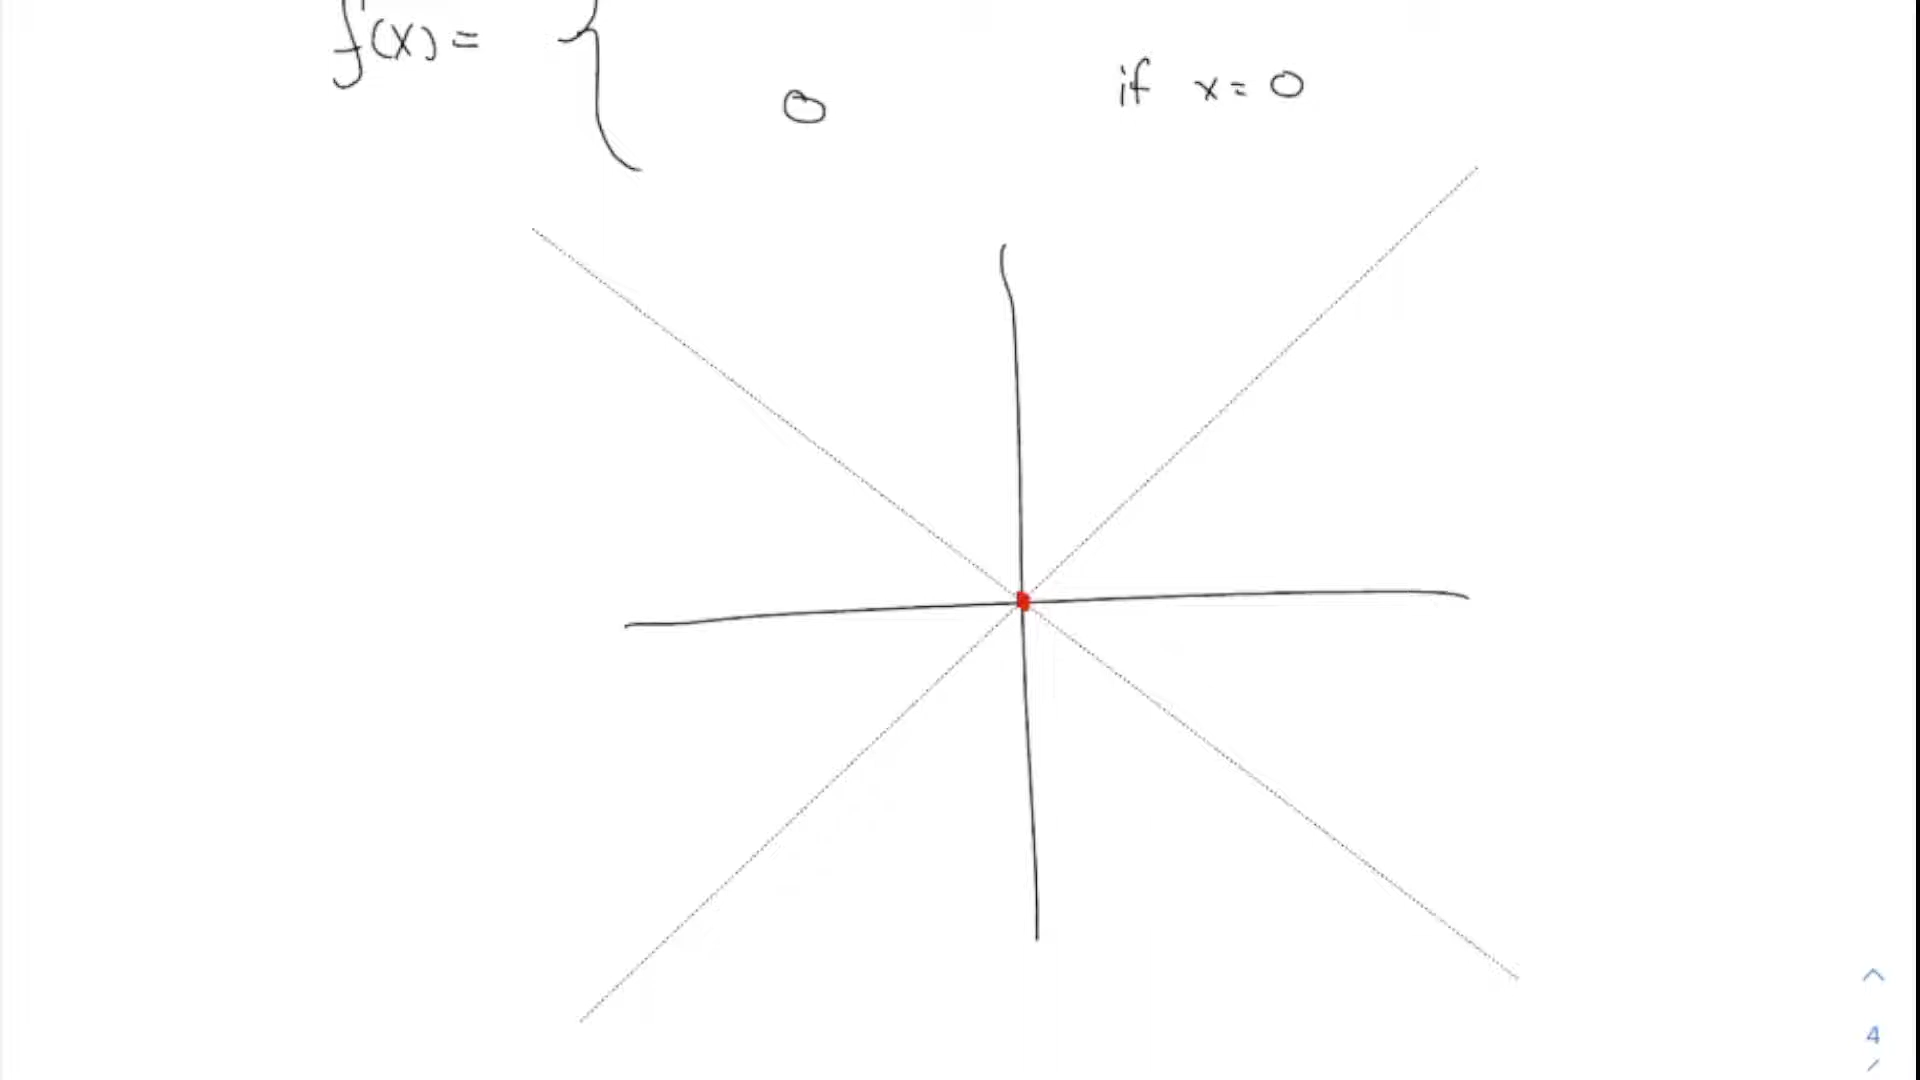 f(x) = {
0 if x = 0
4